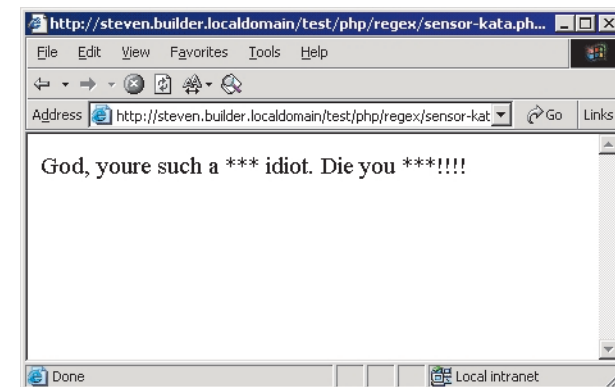 http://steven.builder.localdomain/test/php/regex/sensor-kata.ph...
File Edit View Favorites Tools Help
Address http://steven.builder.localdomain/test/php/regex/sensor-kat Go Links
God, youre such a *** idiot. Die you ***!!!!
Done Local intranet